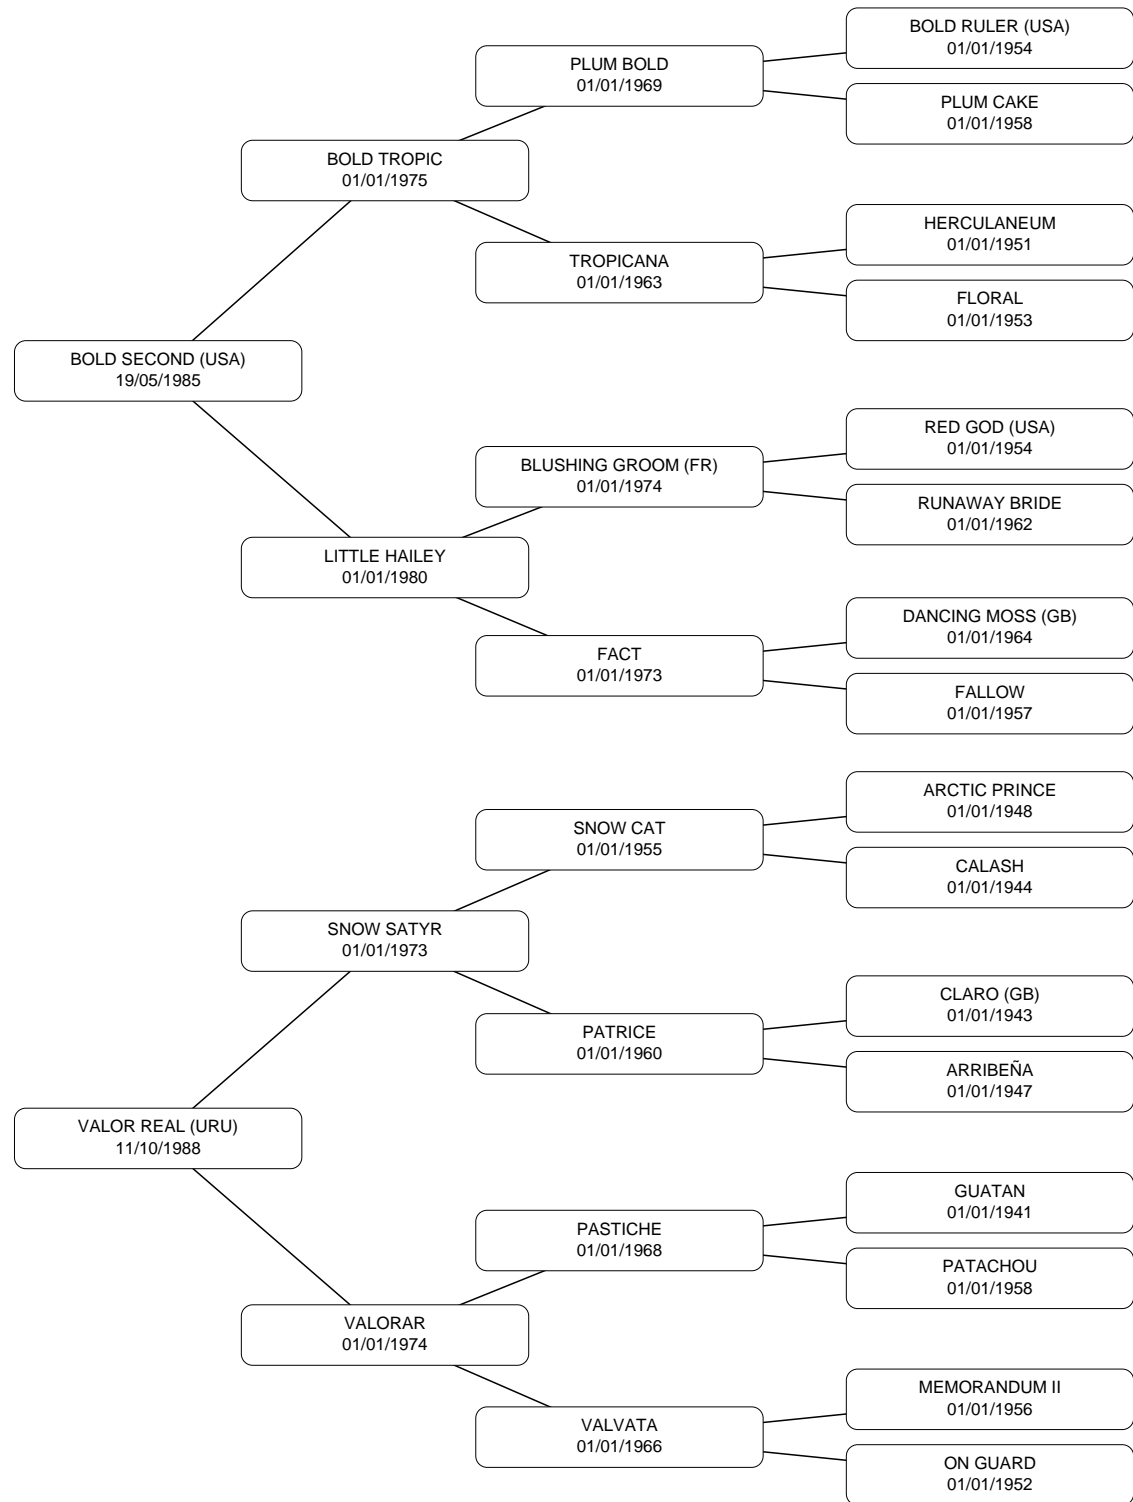 BOLD RULER (USA)
01/01/1954
PLUM BOLD
01/01/1969
PLUM CAKE
01/01/1958
BOLD TROPIC
01/01/1975
HERCULANEUM
01/01/1951
TROPICANA
01/01/1963
FLORAL
01/01/1953
BOLD SECOND (USA)
19/05/1985
RED GOD (USA)
01/01/1954
BLUSHING GROOM (FR)
01/01/1974
RUNAWAY BRIDE
01/01/1962
LITTLE HAILEY
01/01/1980
DANCING MOSS (GB)
01/01/1964
FACT
01/01/1973
FALLOW
01/01/1957
ARCTIC PRINCE
01/01/1948
SNOW CAT
01/01/1955
CALASH
01/01/1944
SNOW SATYR
01/01/1973
CLARO (GB)
01/01/1943
PATRICE
01/01/1960
ARRIBEÑA
01/01/1947
VALOR REAL (URU)
11/10/1988
GUATAN
01/01/1941
PASTICHE
01/01/1968
PATACHOU
01/01/1958
VALORAR
01/01/1974
MEMORANDUM II
01/01/1956
VALVATA
01/01/1966
ON GUARD
01/01/1952